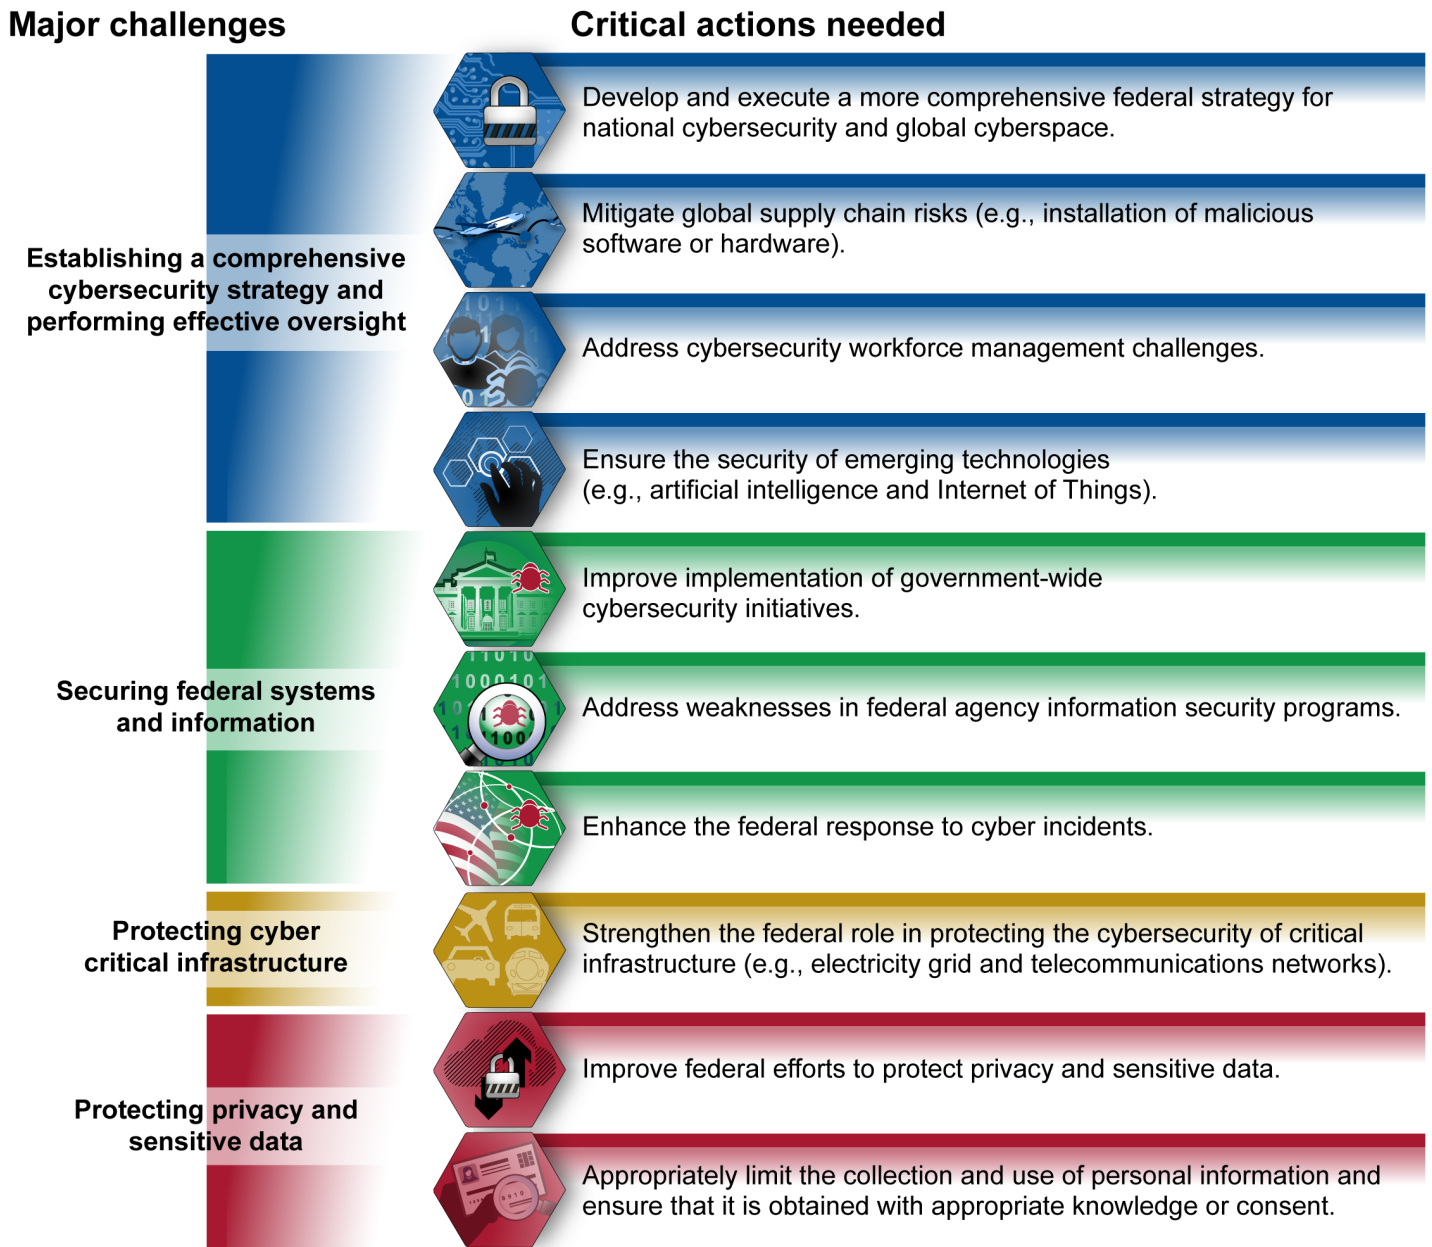 Major challenges
Critical actions needed
Establishing a comprehensive
cybersecurity strategy and
performing effective oversight
Develop and execute a more comprehensive federal strategy for
national cybersecurity and global cyberspace.
Mitigate global supply chain risks (e.g., installation of malicious
software or hardware).
Address cybersecurity workforce management challenges.
Ensure the security of emerging technologies
(e.g., artificial intelligence and Internet of Things).
Securing federal systems
and information
Improve implementation of government-wide
cybersecurity initiatives.
Address weaknesses in federal agency information security programs.
Enhance the federal response to cyber incidents.
Protecting cyber
critical infrastructure
Strengthen the federal role in protecting the cybersecurity of critical
infrastructure (e.g., electricity grid and telecommunications networks).
Protecting privacy and
sensitive data
Improve federal efforts to protect privacy and sensitive data.
Appropriately limit the collection and use of personal information and
ensure that it is obtained with appropriate knowledge or consent.